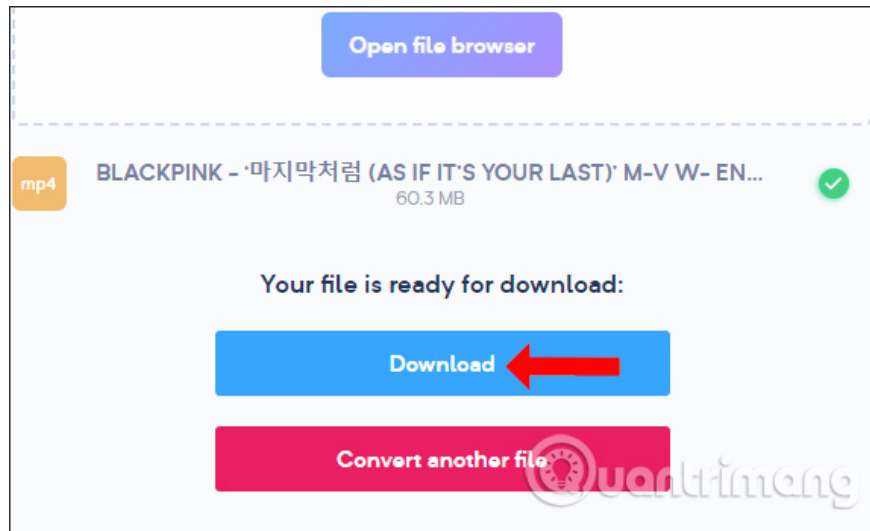 Open file browser
mp4
BLACKPINK - '마지막처럼 (AS IF IT'S YOUR LAST)' M-V W- EN...
60.3 MB
Your file is ready for download:
Download
Convert another file
Quantrimang